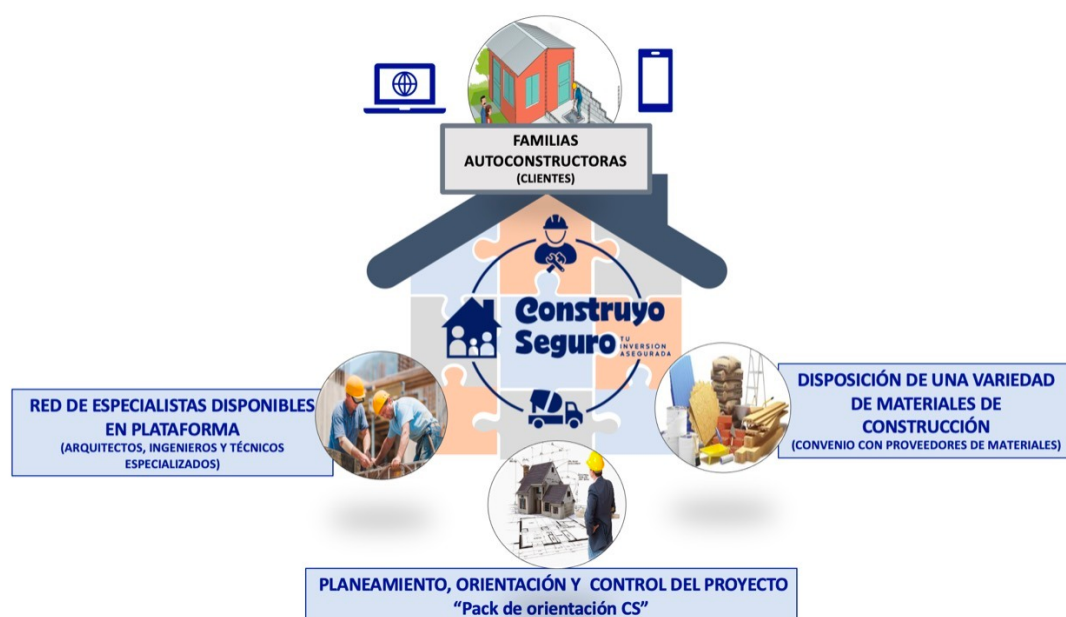 FAMILIAS
AUTOCONSTRUCTORAS
(CLIENTES)
Construyo
Seguro
TU
INVERSION
ASEGURADA
RED DE ESPECIALISTAS DISPONIBLES
EN PLATAFORMA
(ARQUITECTOS, INGENIEROS Y TÉCNICOS
ESPECIALIZADOS)
DISPOSICIÓN DE UNA VARIEDAD
DE MATERIALES DE
CONSTRUCCIÓN
(CONVENIO CON PROVEEDORES DE MATERIALES)
PLANEAMIENTO, ORIENTACIÓN Y CONTROL DEL PROYECTO
“Pack de orientación CS”